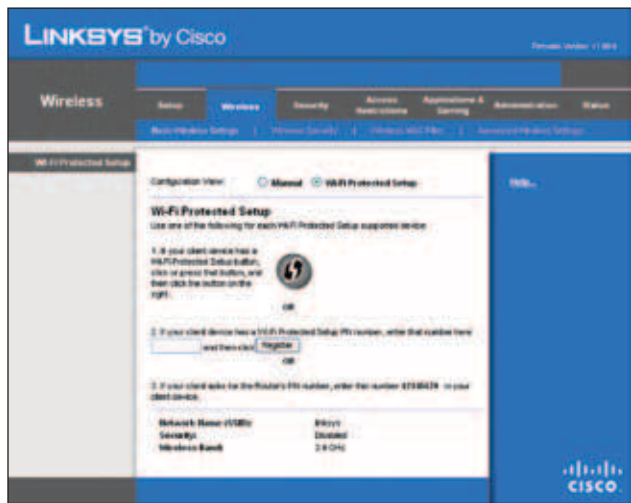 LINKSYS® by Cisco
Firmware Version:
Wireless
Setup
Wireless
Security
Access Restrictions
Applications & Gaming
Administration
Status
Basic Wireless Settings | Wireless Security | Wireless MAC Filter | Advanced Wireless Settings
Wi-Fi Protected Setup
Configuration View: Manual Wi-Fi Protected Setup
Help...
Wi-Fi Protected Setup
Use one of the following for each Wi-Fi Protected Setup supported device:
1. If your client device has a
Wi-Fi Protected Setup button,
click or press that button, and
then click the button on the
right.
OR
2. If your client device has a Wi-Fi Protected Setup PIN number, enter that number here
and then click Register
OR
3. If your client asks for the Router's PIN number, enter this number in your
client device.
Network Name (SSID): linksys
Security: Disabled
Wireless Band: 2.4 GHz
CISCO